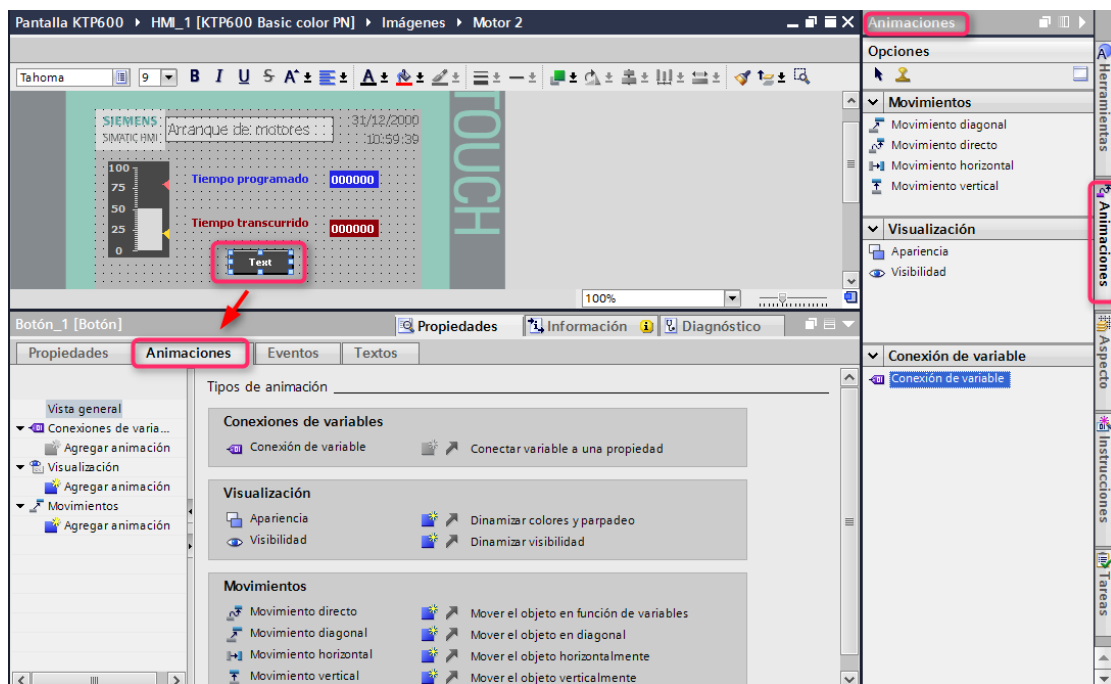 Pantalla KTP600 ▸ HMI_1 [KTP600 Basic color PN] ▸ Imágenes ▸ Motor 2
Tahoma
9
B I U S A
SIEMENS
SIMATIC HMI
Arranque de motores
31/12/2000
10:59:39
TOUCH
100
75
50
25
0
Tiempo programado 000000
Tiempo transcurrido 000000
Text
100%
Botón_1 [Botón]
Propiedades
Información
Diagnóstico
Propiedades
Animaciones
Eventos
Textos
Vista general
Conexiones de varia...
Agregar animación
Visualización
Agregar animación
Movimientos
Agregar animación
Tipos de animación
Conexiones de variables
Conexión de variable Conectar variable a una propiedad
Visualización
Apariencia Dinamizar colores y parpadeo
Visibilidad Dinamizar visibilidad
Movimientos
Movimiento directo Mover el objeto en función de variables
Movimiento diagonal Mover el objeto en diagonal
Movimiento horizontal Mover el objeto horizontalmente
Movimiento vertical Mover el objeto verticalmente
Animaciones
Opciones
Movimientos
Movimiento diagonal
Movimiento directo
Movimiento horizontal
Movimiento vertical
Visualización
Apariencia
Visibilidad
Conexión de variable
Conexión de variable
Herramientas
Animaciones
Aspecto
Instrucciones
Tareas